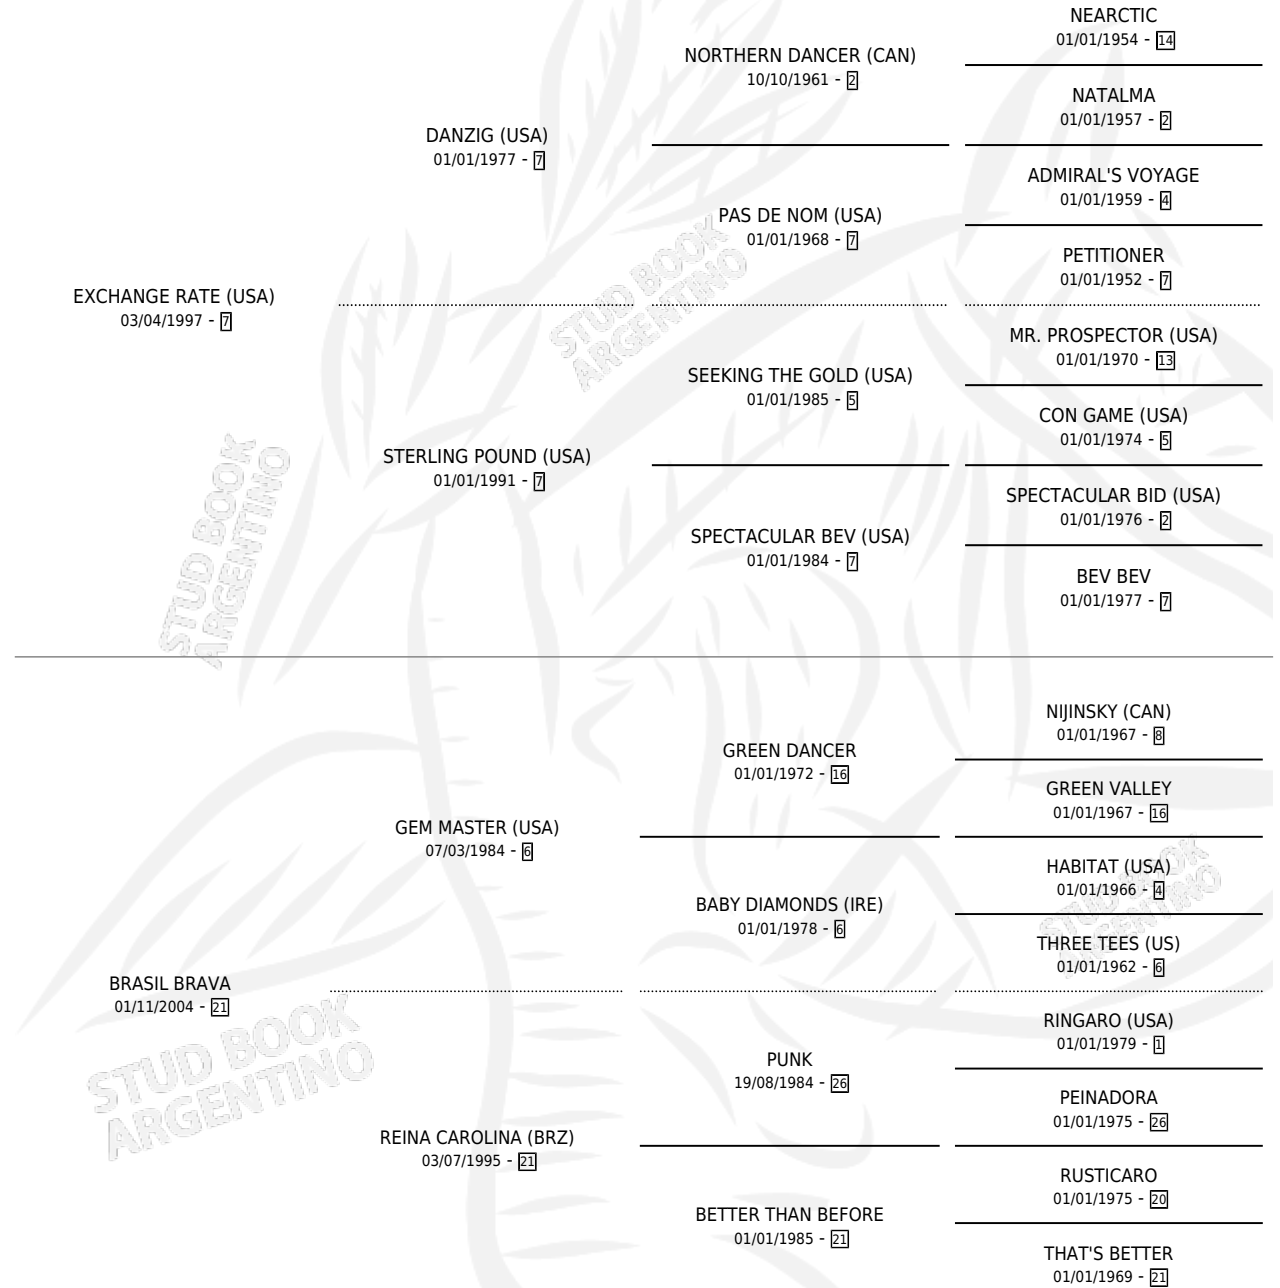 NEARCTIC
01/01/1954 - 14
NORTHERN DANCER (CAN)
10/10/1961 - 2
NATALMA
01/01/1957 - 2
DANZIG (USA)
01/01/1977 - 7
ADMIRAL'S VOYAGE
01/01/1959 - 4
PAS DE NOM (USA)
01/01/1968 - 7
PETITIONER
01/01/1952 - 7
EXCHANGE RATE (USA)
03/04/1997 - 7
MR. PROSPECTOR (USA)
01/01/1970 - 13
SEEKING THE GOLD (USA)
01/01/1985 - 5
CON GAME (USA)
01/01/1974 - 5
STERLING POUND (USA)
01/01/1991 - 7
SPECTACULAR BID (USA)
01/01/1976 - 2
SPECTACULAR BEV (USA)
01/01/1984 - 7
BEV BEV
01/01/1977 - 7
STUD BOOK
ARGENTINO
STUD BOOK
ARGENTINO
NIJINSKY (CAN)
01/01/1967 - 8
GREEN DANCER
01/01/1972 - 16
GREEN VALLEY
01/01/1967 - 16
GEM MASTER (USA)
07/03/1984 - 6
HABITAT (USA)
01/01/1966 - 4
BABY DIAMONDS (IRE)
01/01/1978 - 6
THREE TEES (US)
01/01/1962 - 6
STUD BOOK
ARGENTINO
BRASIL BRAVA
01/11/2004 - 21
RINGARO (USA)
01/01/1979 - 1
PUNK
19/08/1984 - 26
PEINADORA
01/01/1975 - 26
STUD BOOK
ARGENTINO
REINA CAROLINA (BRZ)
03/07/1995 - 21
RUSTICARO
01/01/1975 - 20
BETTER THAN BEFORE
01/01/1985 - 21
THAT'S BETTER
01/01/1969 - 21